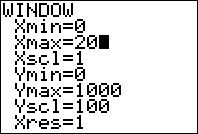 WINDOW
Xmin=0
Xmax=20
Xscl=1
Ymin=0
Ymax=1000
Yscl=100
Xres=1